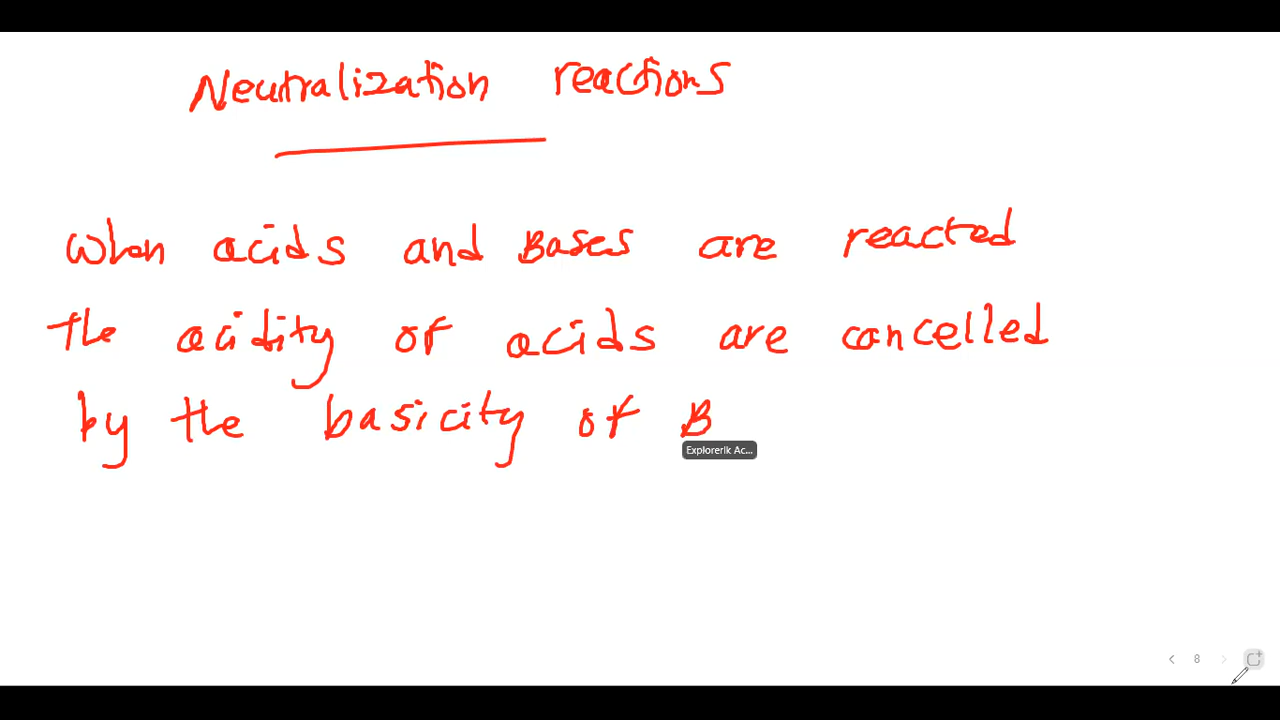 Neutralization reactions
When acids and Bases are reacted
the acidity of acids are cancelled
by the basicity of B
Explorerik Ac...
8